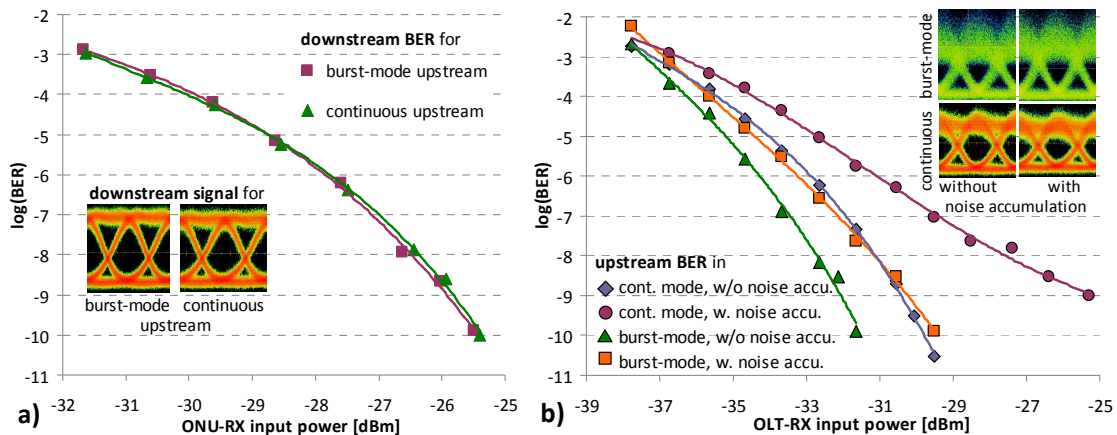 -2
-3
-4
-5
-6
-7
-8
-9
-10
-11
log(BER)
downstream BER for
burst-mode upstream
continuous upstream
downstream signal for
burst-mode continuous
upstream
a)
-32 -31 -30 -29 -28 -27 -26 -25
ONU-RX input power [dBm]
-2
-3
-4
-5
-6
-7
-8
-9
-10
-11
log(BER)
burst-mode
continuous
without with
noise accumulation
upstream BER in
cont. mode, w/o noise accu.
cont. mode, w. noise accu.
burst-mode, w/o noise accu.
burst-mode, w. noise accu.
b)
-39 -37 -35 -33 -31 -29 -27 -25
OLT-RX input power [dBm]